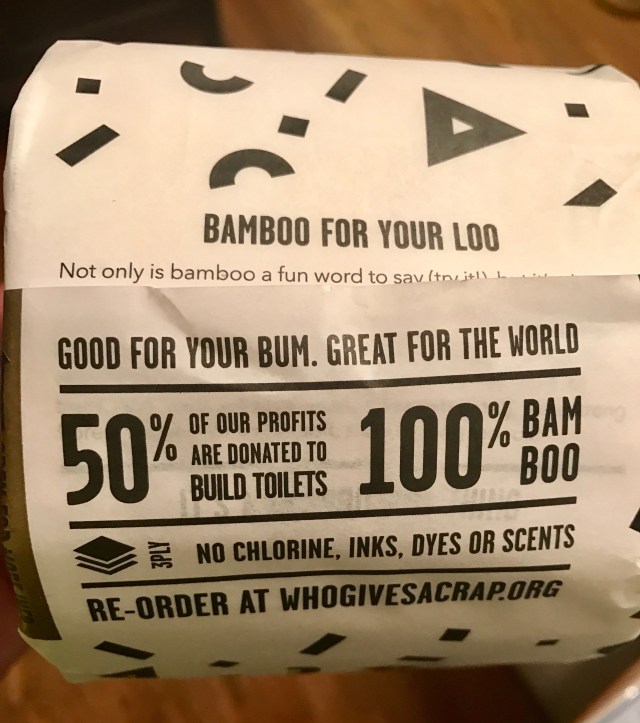 BAMBOO FOR YOUR LOO
Not only is bamboo a fun word to say (try it!)
GOOD FOR YOUR BUM. GREAT FOR THE WORLD
50% OF OUR PROFITS
ARE DONATED TO
BUILD TOILETS
100% BAM
BOO
3PLY NO CHLORINE, INKS, DYES OR SCENTS
RE-ORDER AT WHOGIVESACRAP.ORG